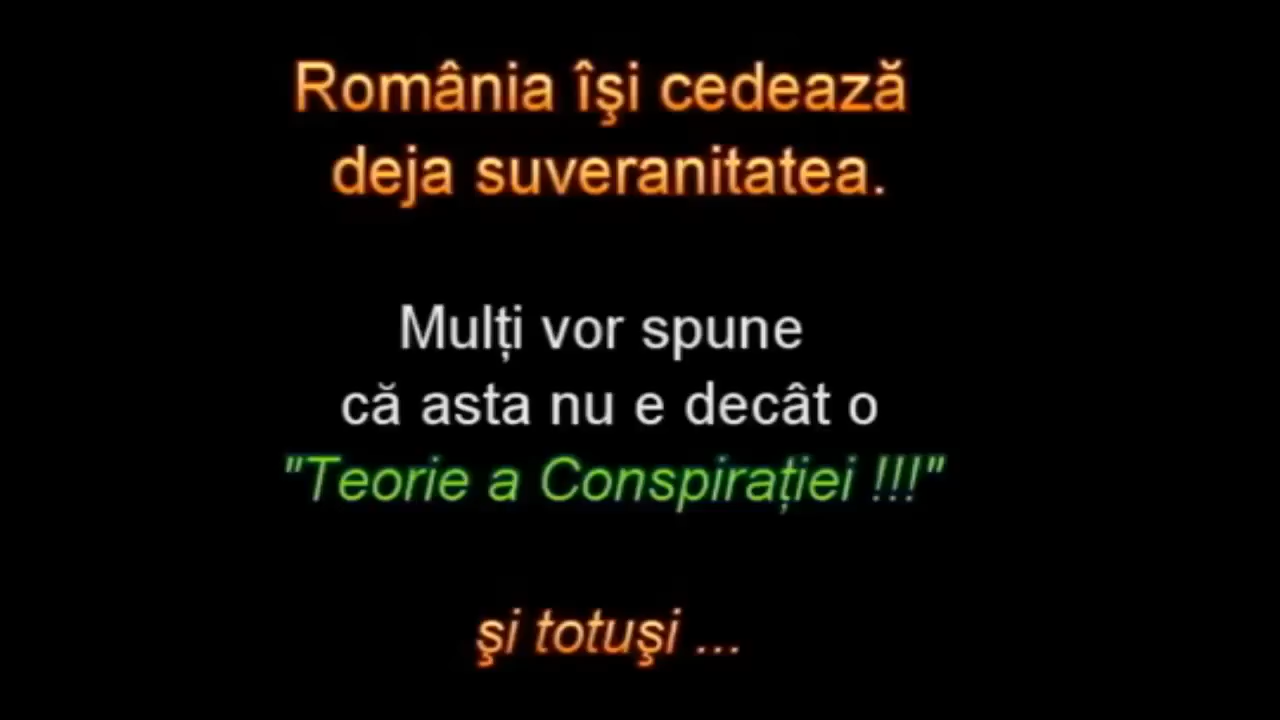 România îşi cedează
deja suveranitatea.
Mulți vor spune
că asta nu e decât o
"Teorie a Conspirației !!!"
şi totuşi ...